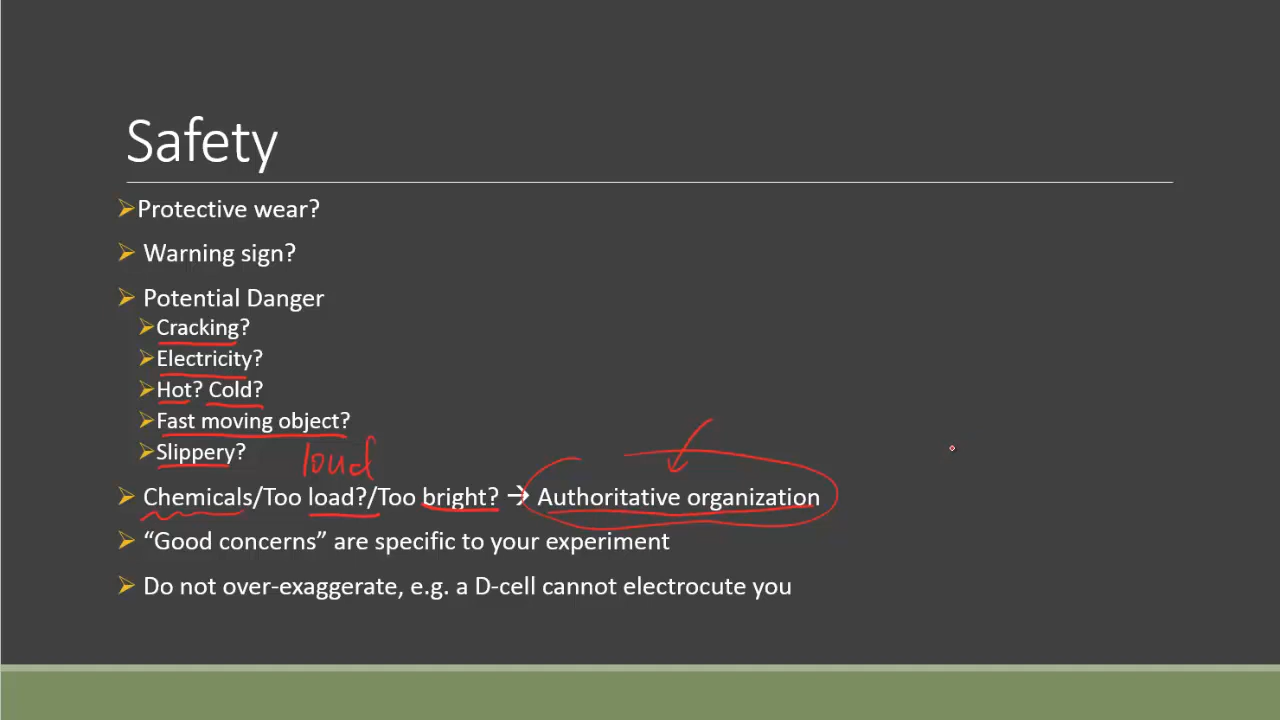 Safety
Protective wear?
Warning sign?
Potential Danger
Cracking?
Electricity?
Hot? Cold?
Fast moving object?
Slippery?
loud
Chemicals/Too load?/Too bright? → Authoritative organization
“Good concerns” are specific to your experiment
Do not over-exaggerate, e.g. a D-cell cannot electrocute you